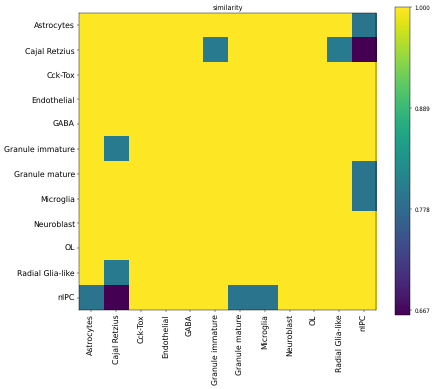 similarity
Astrocytes
Cajal Retzius
Cck-Tox
Endothelial
GABA
Granule immature
Granule mature
Microglia
Neuroblast
OL
Radial Glia-like
nIPC
Astrocytes
Cajal Retzius
Cck-Tox
Endothelial
GABA
Granule immature
Granule mature
Microglia
Neuroblast
OL
Radial Glia-like
nIPC
1.000
0.889
0.778
0.667